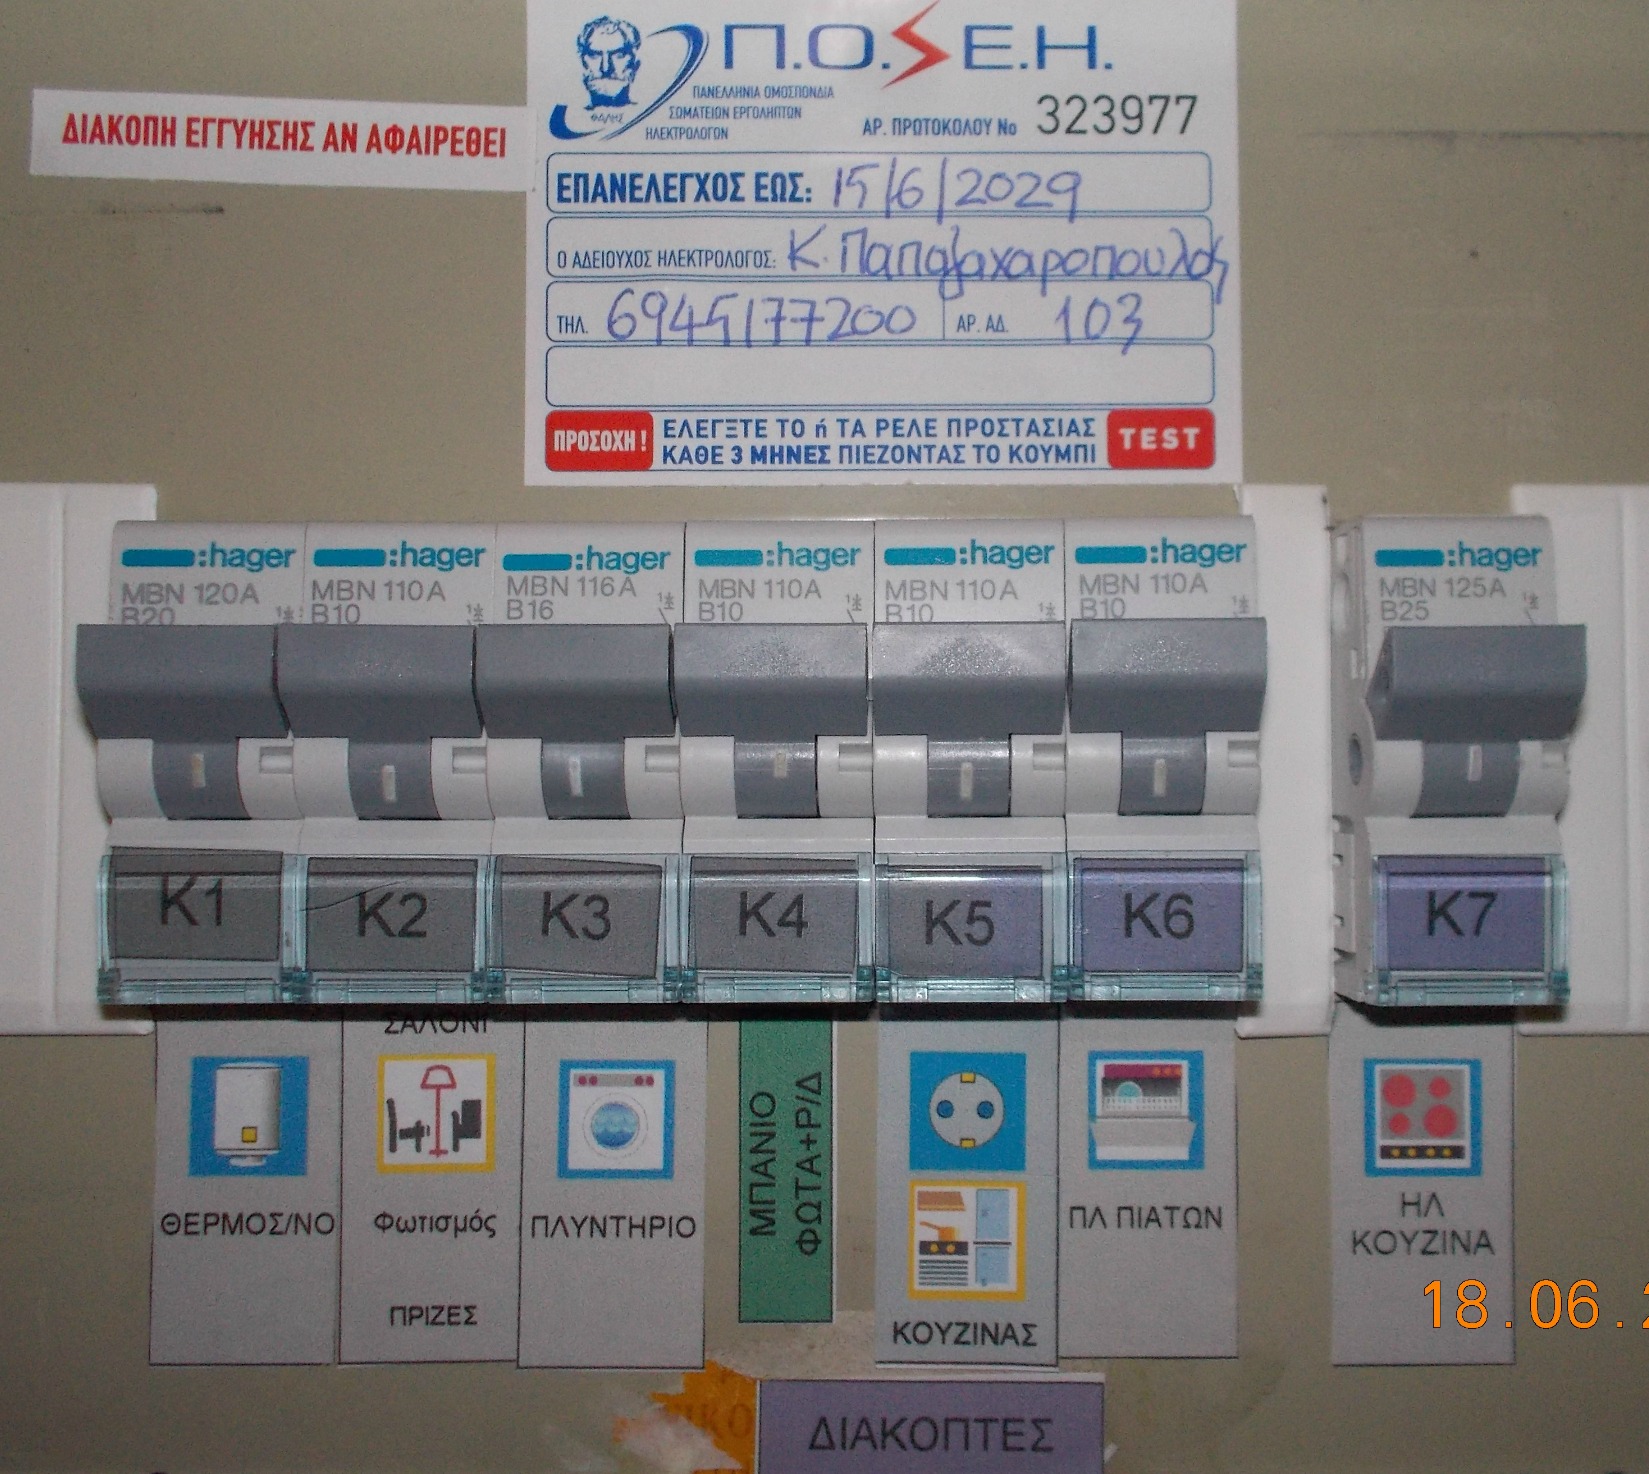 Π.Ο.Σ.Ε.Η.
ΠΑΝΕΛΛΗΝΙΑ ΟΜΟΣΠΟΝΔΙΑ
ΣΩΜΑΤΕΙΩΝ ΕΡΓΟΛΗΠΤΩΝ
ΗΛΕΚΤΡΟΛΟΓΩΝ
ΘΑΛΗΣ
ΑΡ. ΠΡΩΤΟΚΟΛΟΥ Νο 323977
ΔΙΑΚΟΠΗ ΕΓΓΥΗΣΗΣ ΑΝ ΑΦΑΙΡΕΘΕΙ
ΕΠΑΝΕΛΕΓΧΟΣ ΕΩΣ: 15/6/2029
Ο ΑΔΕΙΟΥΧΟΣ ΗΛΕΚΤΡΟΛΟΓΟΣ: Κ. Παπαζαχαροπουλος
ΤΗΛ. 6945177200 ΑΡ. ΑΔ. 103
ΠΡΟΣΟΧΗ! ΕΛΕΓΞΤΕ ΤΟ ή ΤΑ ΡΕΛΕ ΠΡΟΣΤΑΣΙΑΣ
ΚΑΘΕ 3 ΜΗΝΕΣ ΠΙΕΖΟΝΤΑΣ ΤΟ ΚΟΥΜΠΙ TEST
:hager :hager :hager :hager :hager :hager :hager
MBN 120A MBN 110A MBN 116A MBN 110A MBN 110A MBN 110A MBN 125A
B20 B10 B16 B10 B10 B10 B25
K1 K2 K3 K4 K5 K6 K7
ΣΑΛΟΝΙ
ΘΕΡΜΟΣ/ΝΟ
Φωτισμός
ΠΡΙΖΕΣ
ΠΛΥΝΤΗΡΙΟ
ΜΠΑΝΙΟ
ΦΩΤΑ+Ρ/Δ
ΚΟΥΖΙΝΑΣ
ΠΛ ΠΙΑΤΩΝ
ΗΛ
ΚΟΥΖΙΝΑ
18.06.
ΔΙΑΚΟΠΤΕΣ